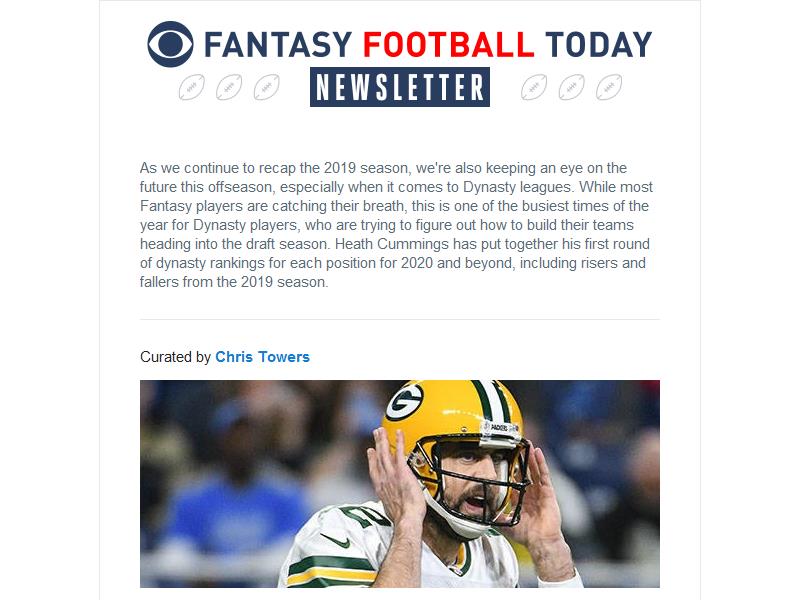 FANTASY FOOTBALL TODAY
NEWSLETTER
As we continue to recap the 2019 season, we're also keeping an eye on the
future this offseason, especially when it comes to Dynasty leagues. While most
Fantasy players are catching their breath, this is one of the busiest times of the
year for Dynasty players, who are trying to figure out how to build their teams
heading into the draft season. Heath Cummings has put together his first round
of dynasty rankings for each position for 2020 and beyond, including risers and
fallers from the 2019 season.
Curated by Chris Towers
G
PACKERS
2